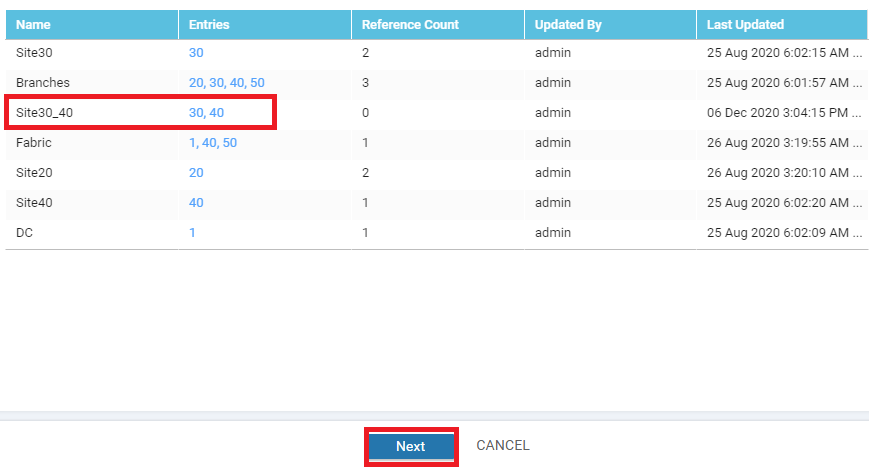 Name Entries Reference Count Updated By Last Updated
Site30 30 2 admin 25 Aug 2020 6:02:15 AM ...
Branches 20, 30, 40, 50 3 admin 25 Aug 2020 6:01:57 AM ...
Site30_40 30, 40 0 admin 06 Dec 2020 3:04:15 PM ...
Fabric 1, 40, 50 1 admin 26 Aug 2020 3:19:55 AM ...
Site20 20 2 admin 26 Aug 2020 3:20:10 AM ...
Site40 40 1 admin 25 Aug 2020 6:02:20 AM ...
DC 1 1 admin 25 Aug 2020 6:02:09 AM ...
Next CANCEL